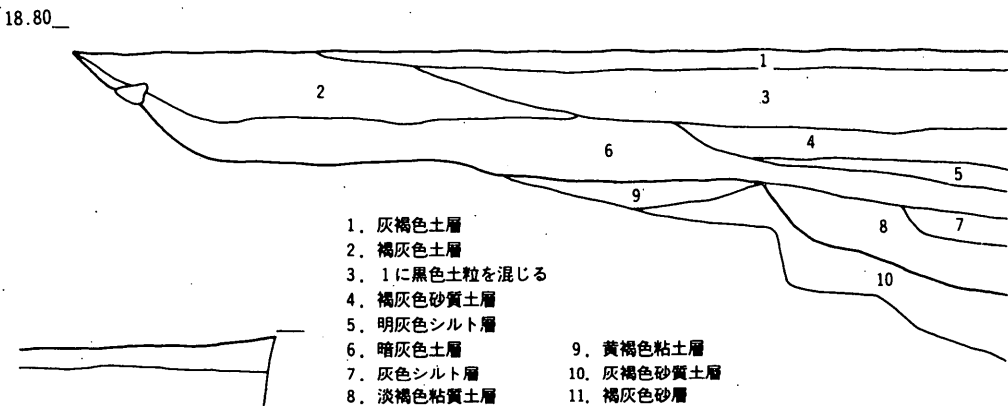 18.80
1
2
3
4
6
5
9
8
7
10
1. 灰褐色土層
2. 褐灰色土層
3. 1に黒色土粒を混じる
4. 褐灰色砂質土層
5. 明灰色シルト層
6. 暗灰色土層
7. 灰色シルト層
8. 淡褐色粘質土層
9. 黄褐色粘土層
10. 灰褐色砂質土層
11. 褐灰色砂層